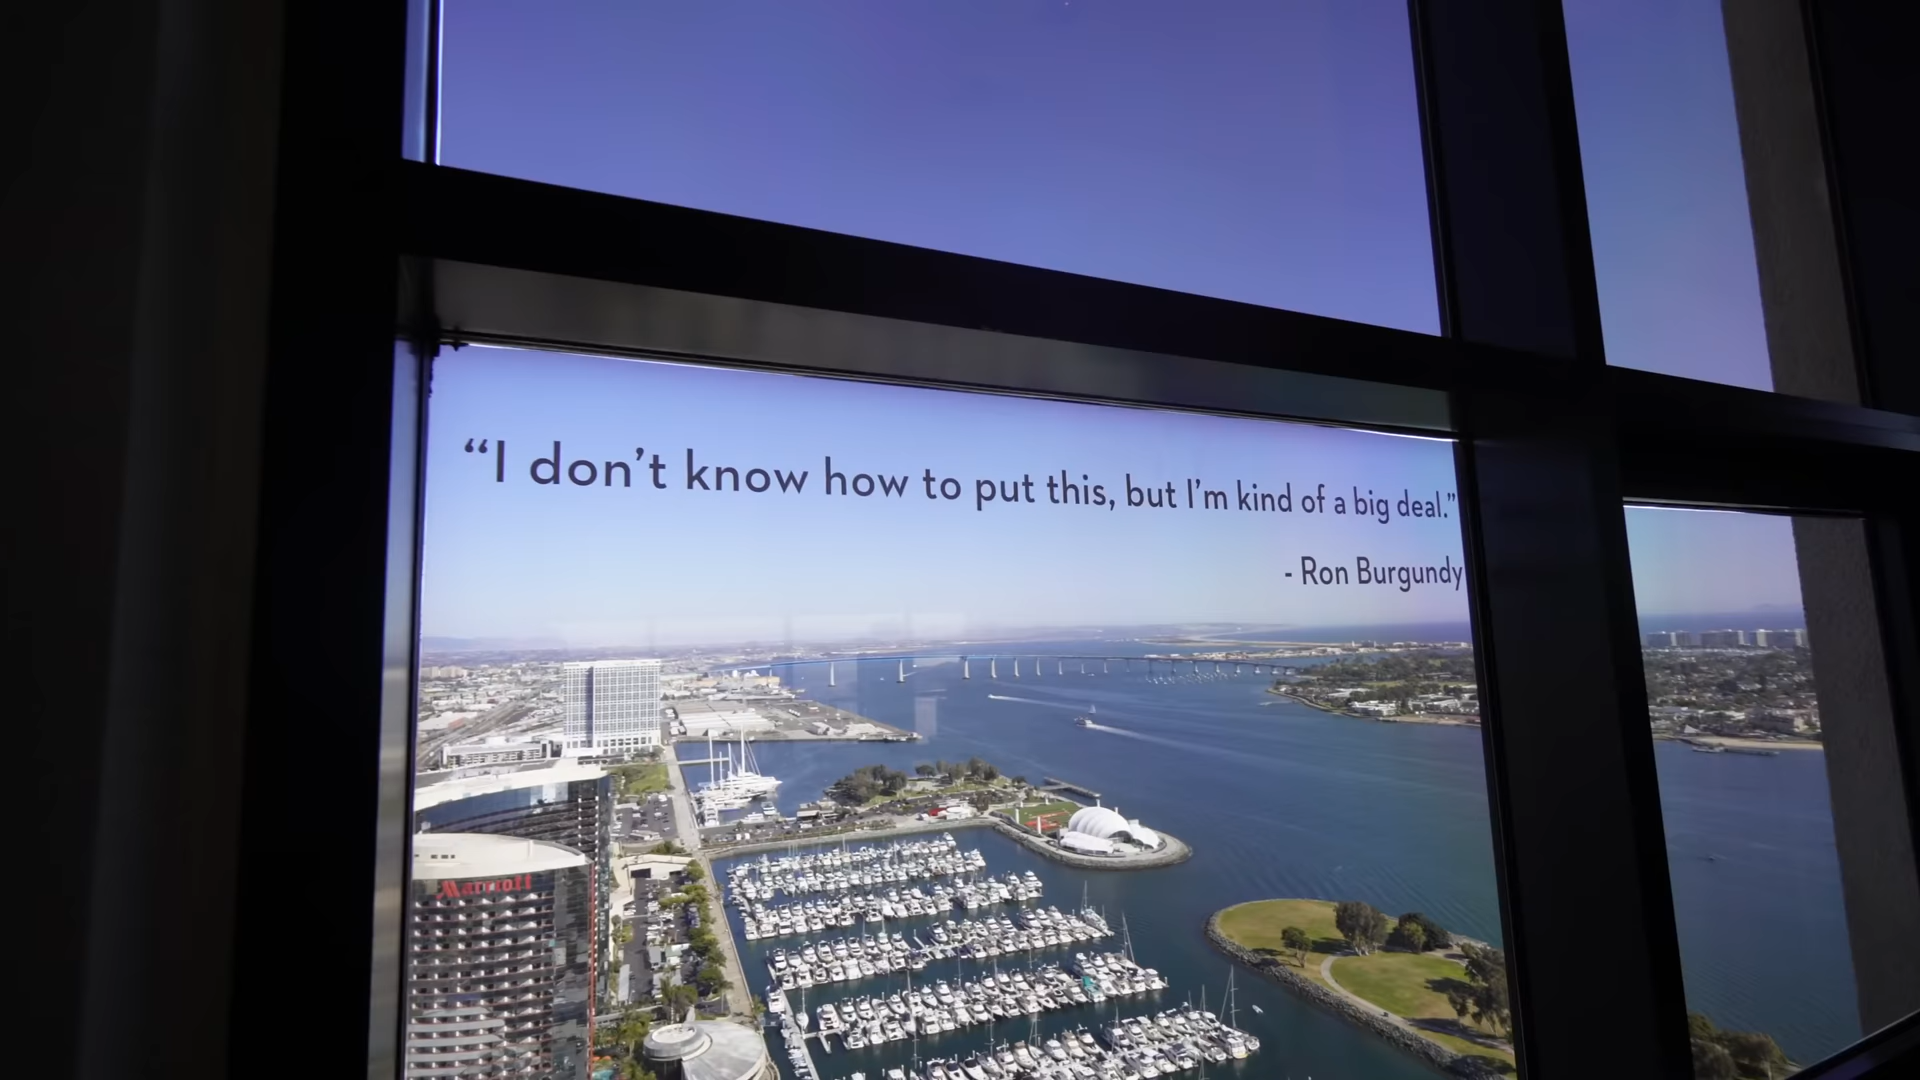 “I don’t know how to put this, but I’m kind of a big deal.”
- Ron Burgundy
Marriott